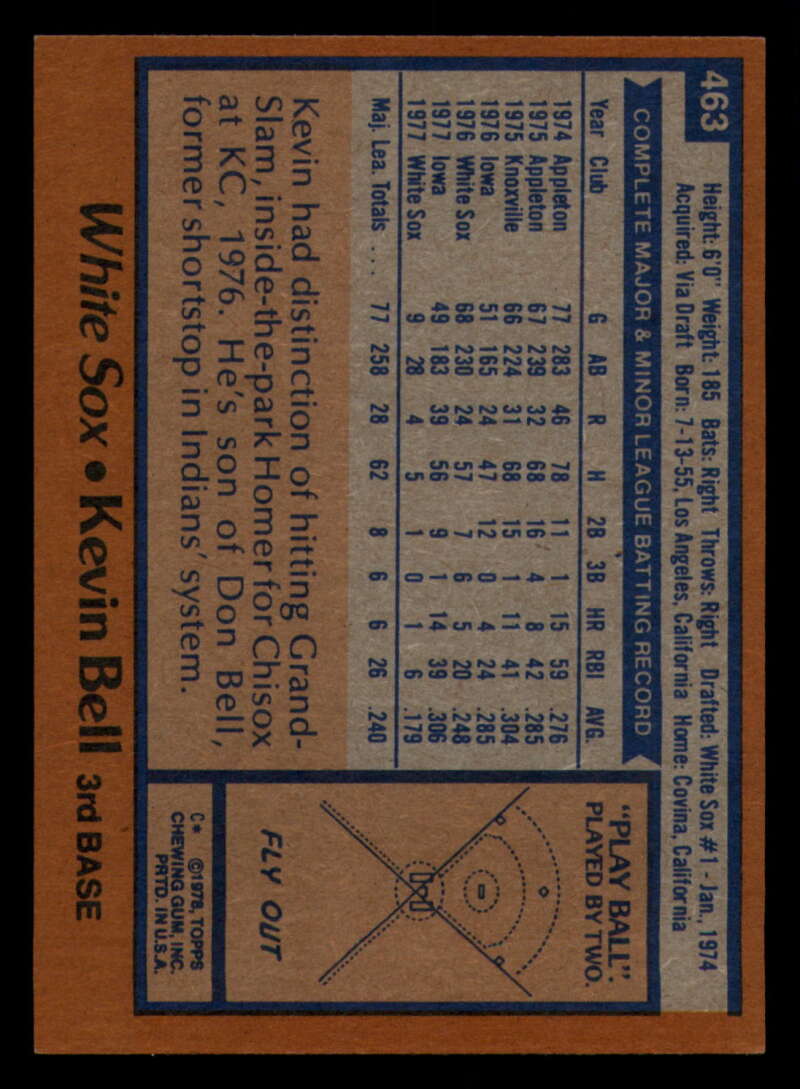 463
Height: 6'0" Weight: 185 Bats: Right Throws: Right Drafted: White Sox #1 - Jan., 1974
Acquired: Via Draft Born: 7-13-55, Los Angeles, California Home: Covina, California
COMPLETE MAJOR & MINOR LEAGUE BATTING RECORD
Year Club G AB R H 2B 3B HR RBI AVG.
1974 Appleton 77 283 46 78 11 1 15 59 .276
1975 Appleton 67 239 32 68 16 4 8 42 .285
1975 Knoxville 66 224 31 68 15 1 11 41 .304
1976 Iowa 51 165 24 47 12 0 4 24 .285
1976 White Sox 68 230 24 57 7 6 5 20 .248
1977 Iowa 49 183 39 56 9 1 14 39 .306
1977 White Sox 9 28 4 5 1 0 1 6 .179
Maj. Lea. Totals ... 77 258 28 62 8 6 6 26 .240
Kevin had distinction of hitting Grand-
Slam, inside-the-park Homer for Chisox
at KC, 1976. He's son of Don Bell,
former shortstop in Indians' system.
"PLAY BALL":
PLAYED BY TWO.
FLY OUT
C* ©1978, TOPPS
CHEWING GUM, INC.
PRTD. IN U.S.A.
White Sox • Kevin Bell 3rd BASE